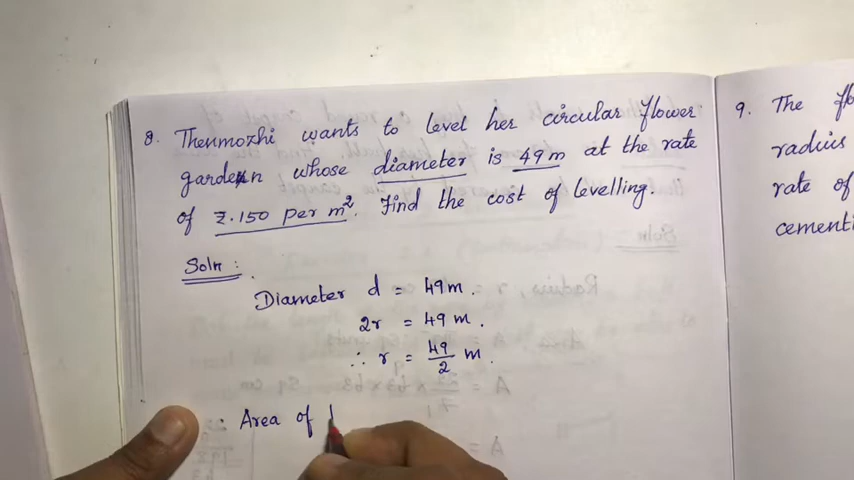 8. Thenmozhi wants to level her circular flower
garden whose diameter is 49m at the rate
of ₹.150 per m². Find the cost of levelling.
Soln :
Diameter d = 49m.
2r = 49m.
∴ r = 49/2 m.
∴ Area of
9. The
radius
rate of
cementi